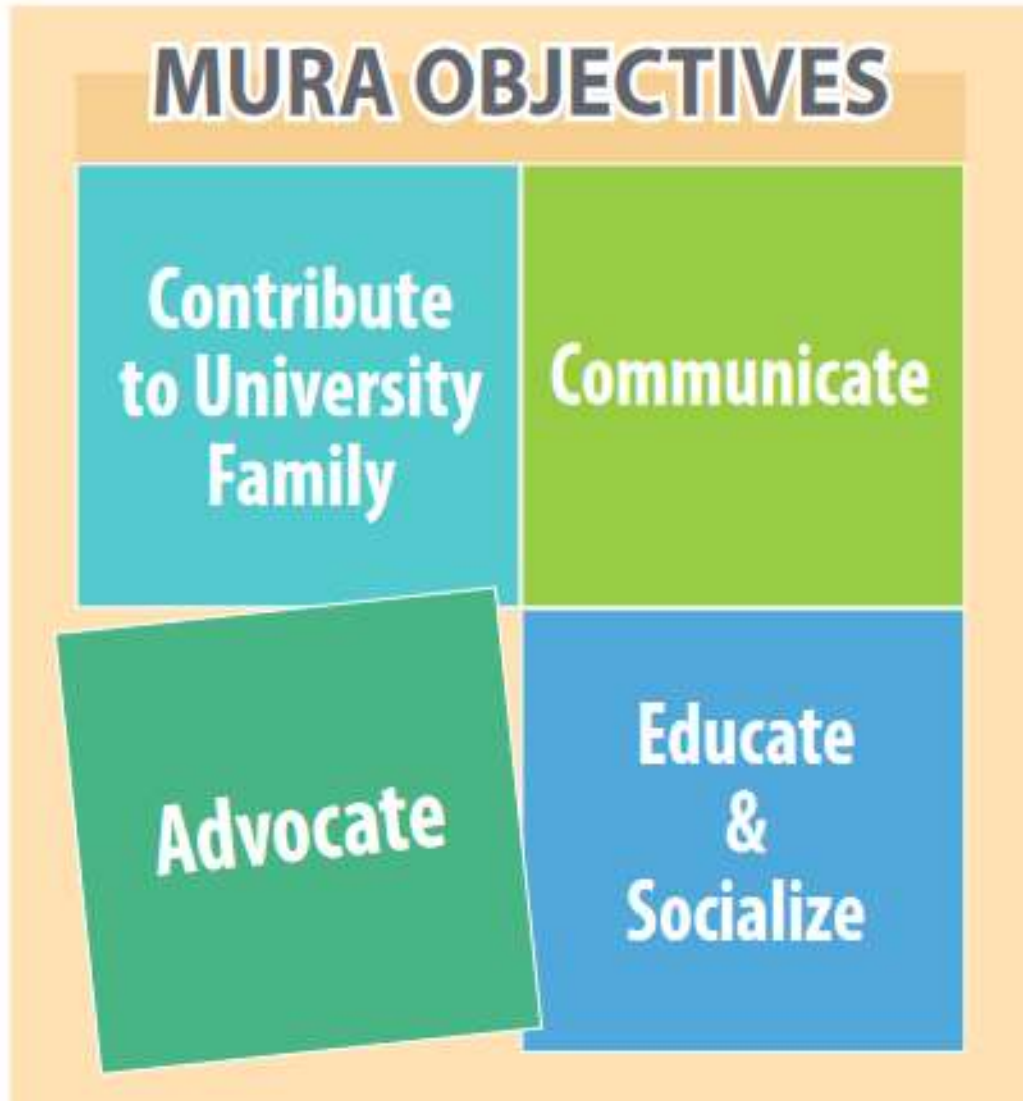 MURA OBJECTIVES
Contribute
to University
Family
Communicate
Advocate
Educate
&
Socialize